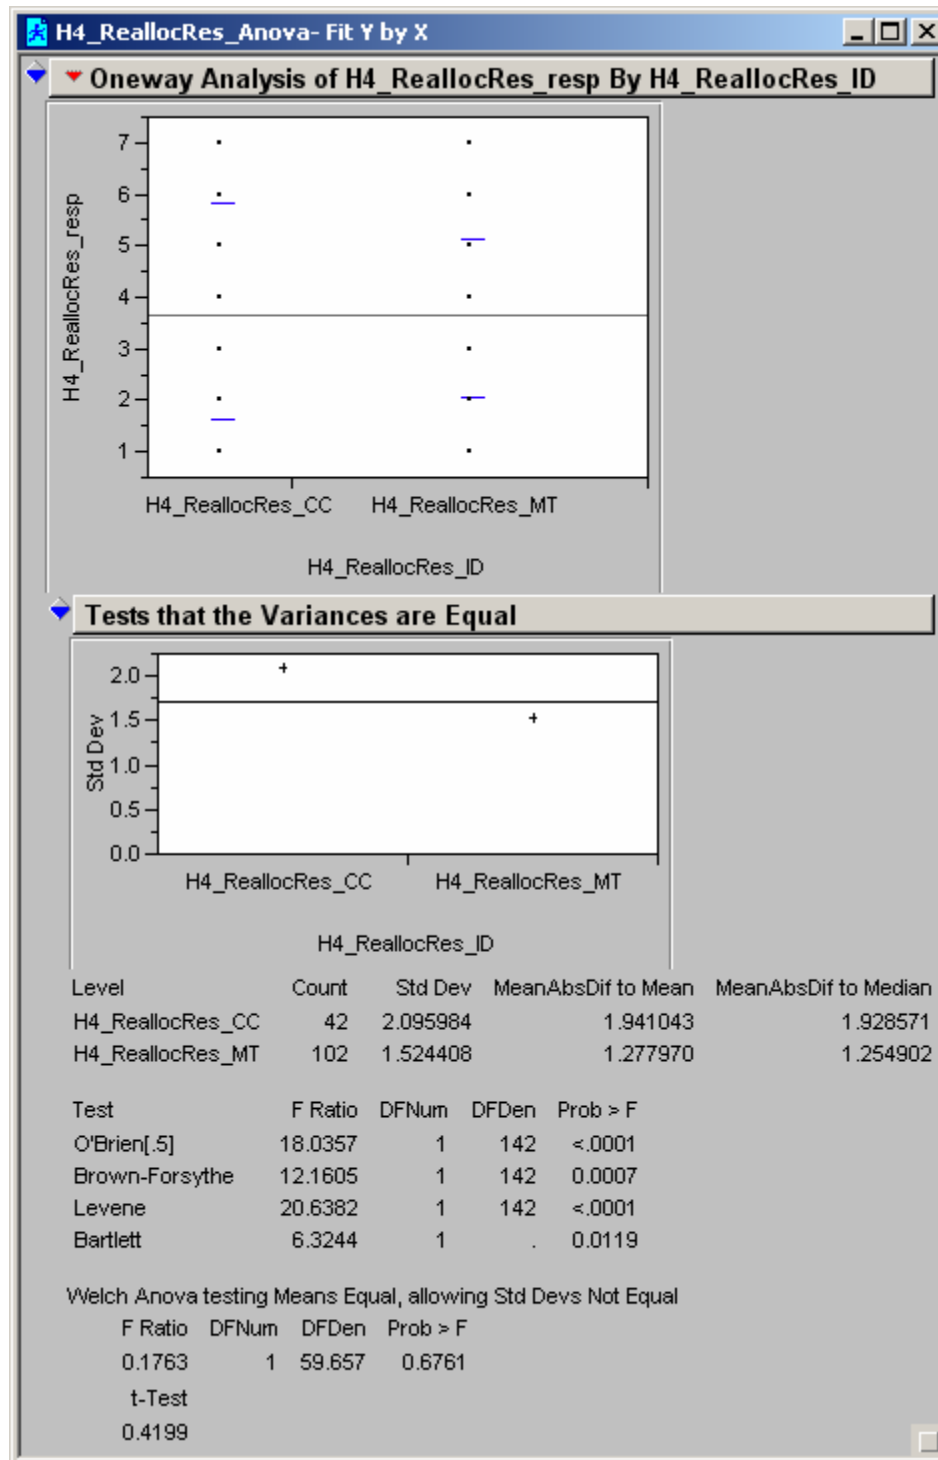 H4_ReallocRes_Anova- Fit Y by X
Oneway Analysis of H4_ReallocRes_resp By H4_ReallocRes_ID
H4_ReallocRes_resp
7
6
5
4
3
2
1
H4_ReallocRes_CC H4_ReallocRes_MT
H4_ReallocRes_ID
Tests that the Variances are Equal
Std Dev
2.0
1.5
1.0
0.5
0.0
H4_ReallocRes_CC H4_ReallocRes_MT
H4_ReallocRes_ID
Level Count Std Dev MeanAbsDif to Mean MeanAbsDif to Median
H4_ReallocRes_CC 42 2.095984 1.941043 1.928571
H4_ReallocRes_MT 102 1.524408 1.277970 1.254902
Test F Ratio DFNum DFDen Prob > F
O'Brien[.5] 18.0357 1 142 <.0001
Brown-Forsythe 12.1605 1 142 0.0007
Levene 20.6382 1 142 <.0001
Bartlett 6.3244 1 . 0.0119
Welch Anova testing Means Equal, allowing Std Devs Not Equal
F Ratio DFNum DFDen Prob > F
0.1763 1 59.657 0.6761
t-Test
0.4199